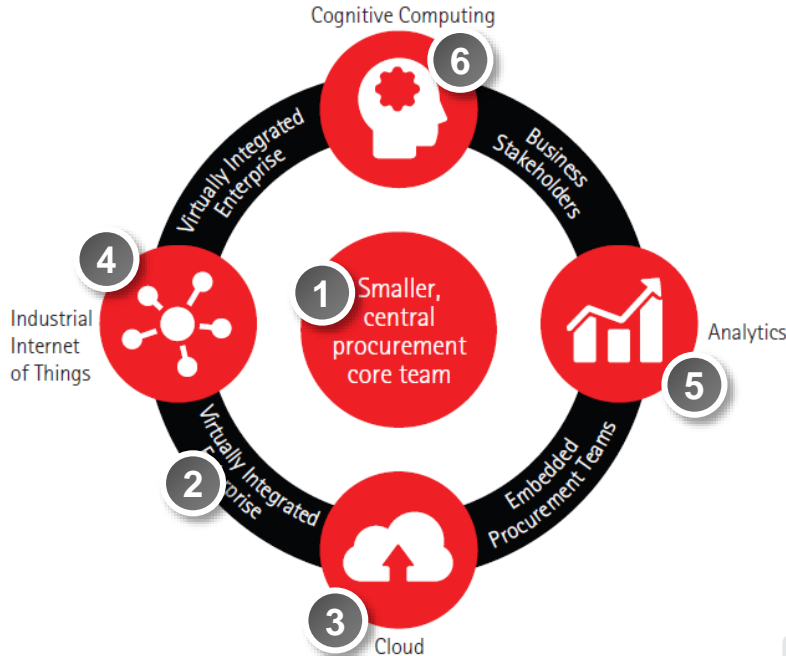 Cognitive Computing
6
Virtually Integrated
Enterprise
Business
Stakeholders
4
1
Smaller,
central
procurement
core team
Industrial
Internet
of Things
Analytics
5
Virtually Integrated
2
Embedded
Procurement Teams
3
Cloud